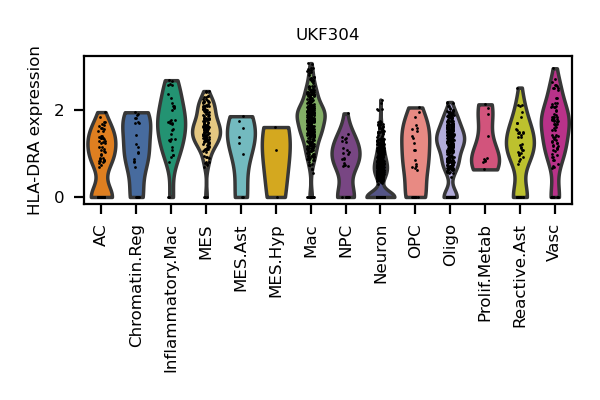 UKF304
HLA-DRA expression
2
0
AC
Chromatin.Reg
Inflammatory.Mac
MES
MES.Ast
MES.Hyp
Mac
NPC
Neuron
OPC
Oligo
Prolif.Metab
Reactive.Ast
Vasc